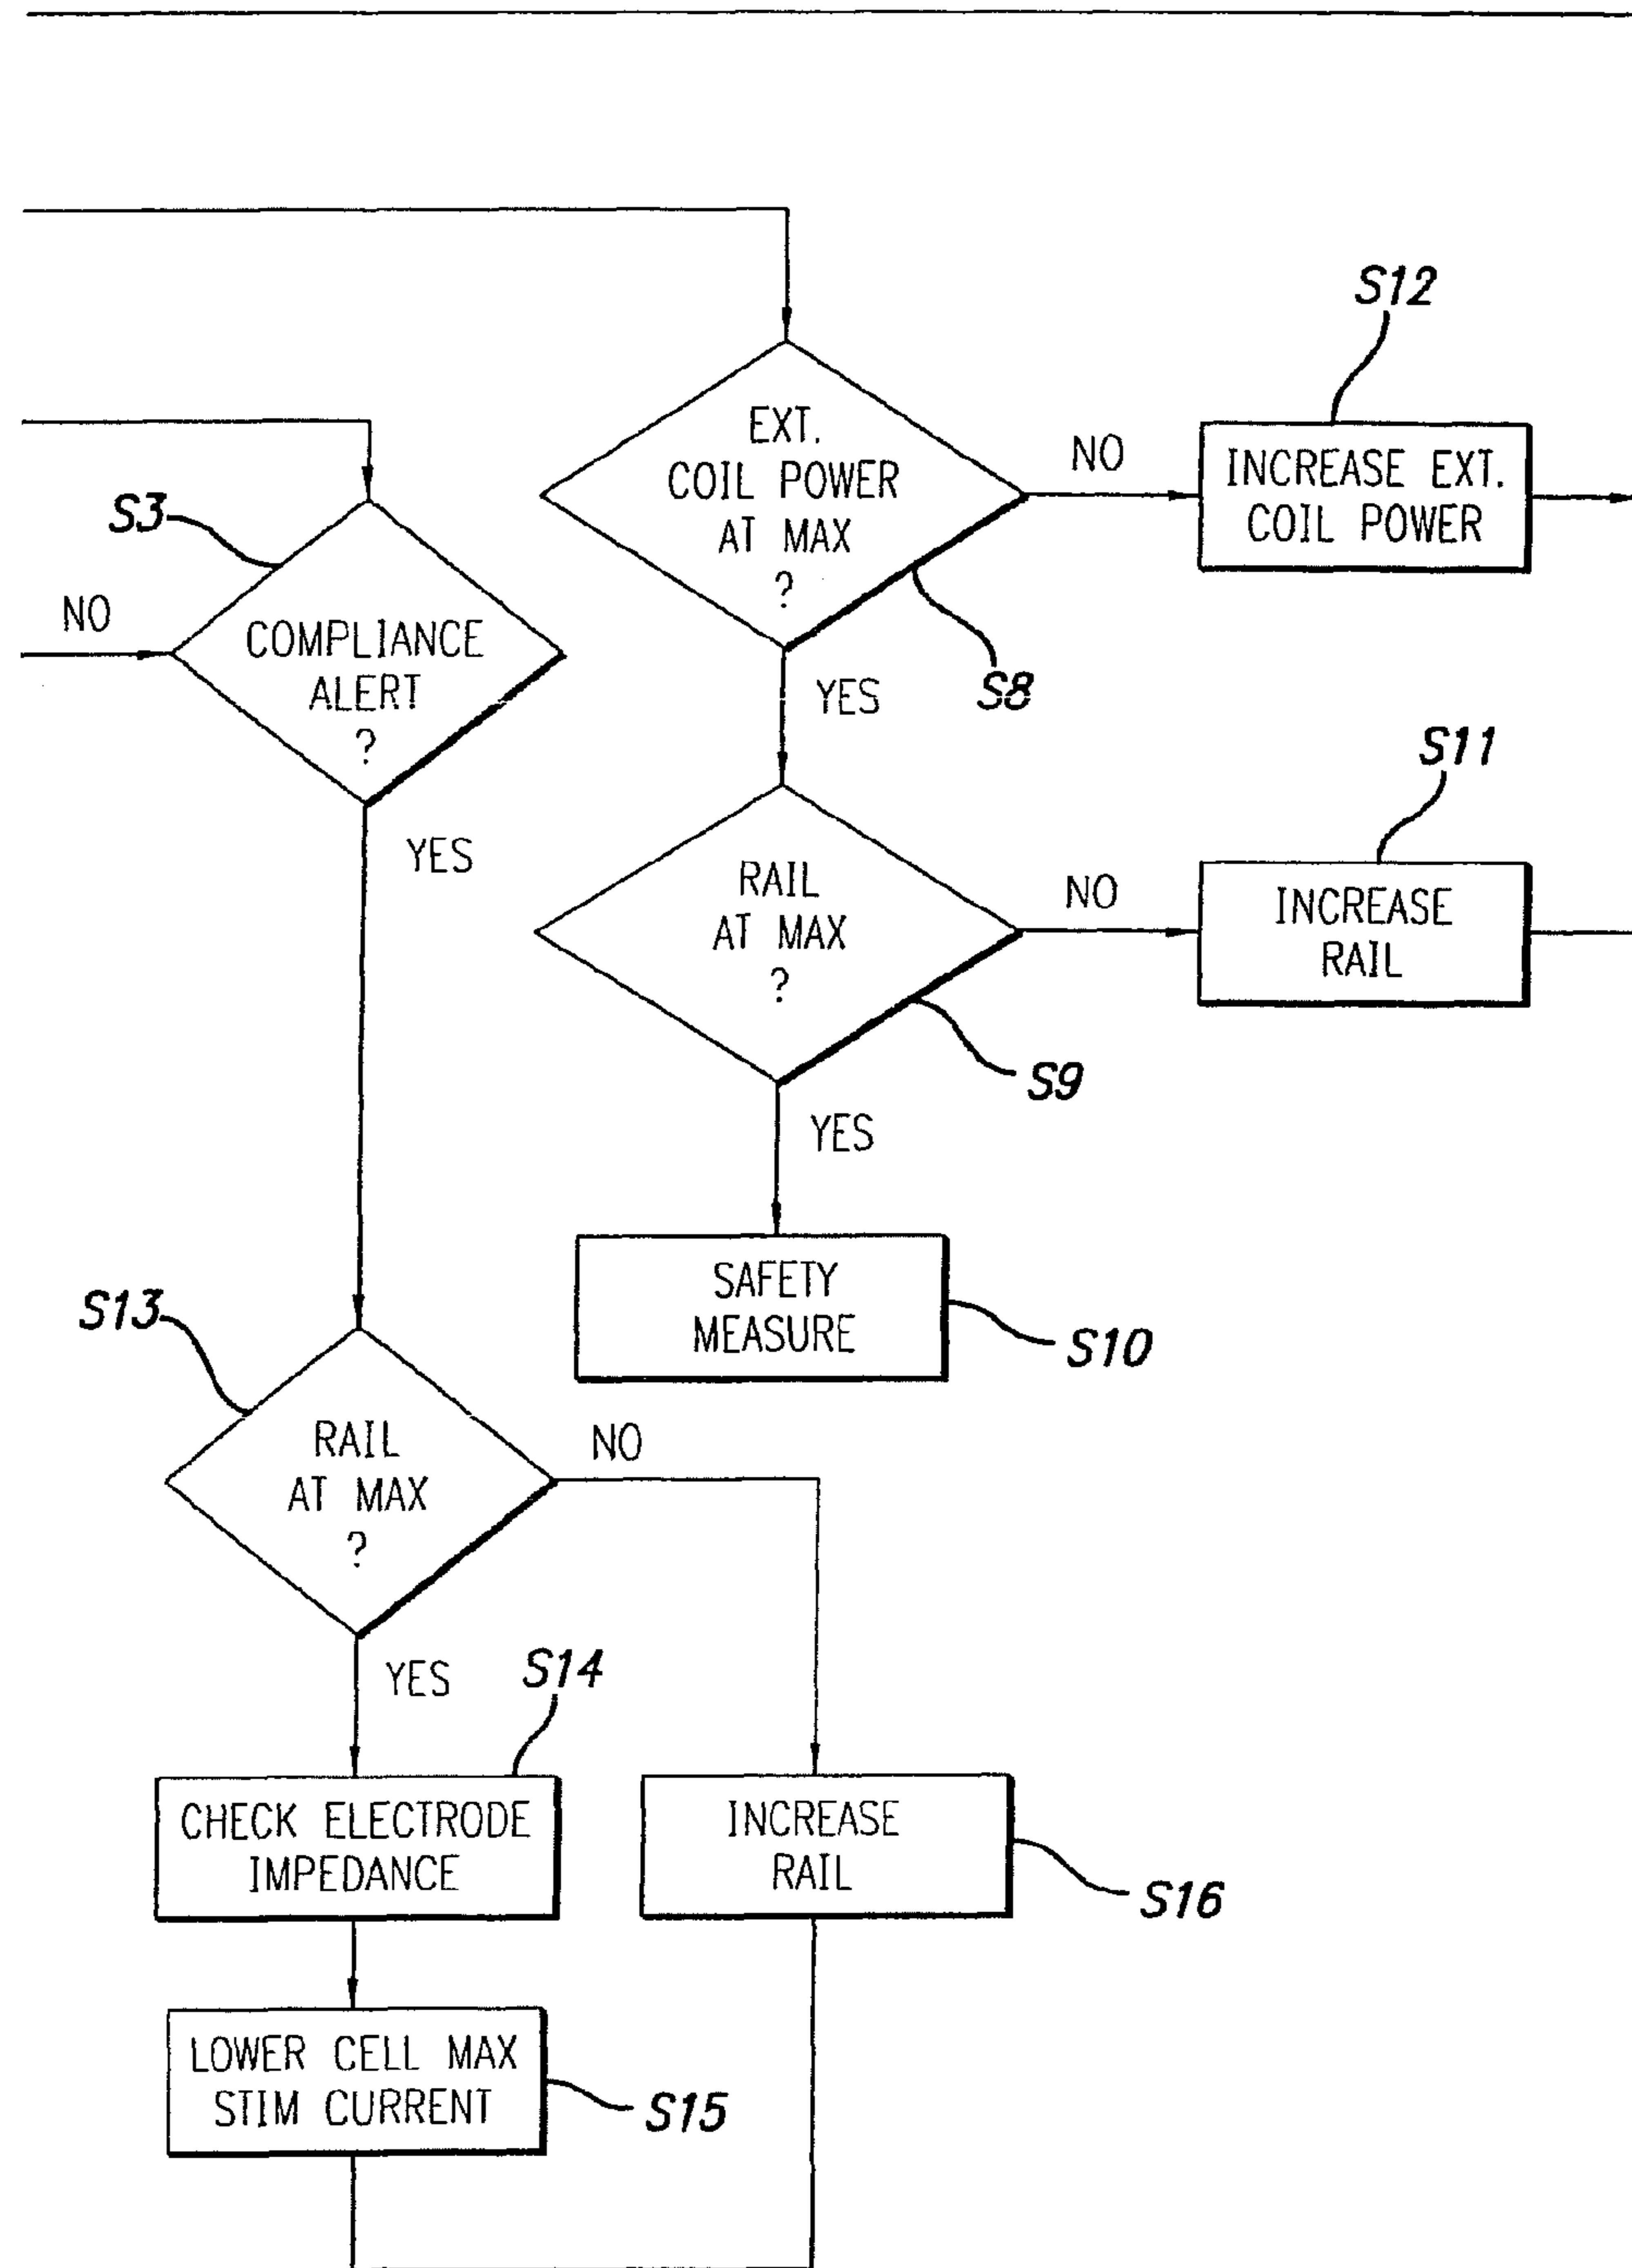 S12
EXT.
COIL POWER
AT MAX
?
NO
INCREASE EXT.
COIL POWER
S8
S3
NO
COMPLIANCE
ALERT
?
YES
YES
S11
RAIL
AT MAX
?
NO
INCREASE
RAIL
S9
YES
SAFETY
MEASURE
S10
S13
RAIL
AT MAX
?
NO
YES
S14
CHECK ELECTRODE
IMPEDANCE
INCREASE
RAIL
S16
LOWER CELL MAX
STIM CURRENT
S15